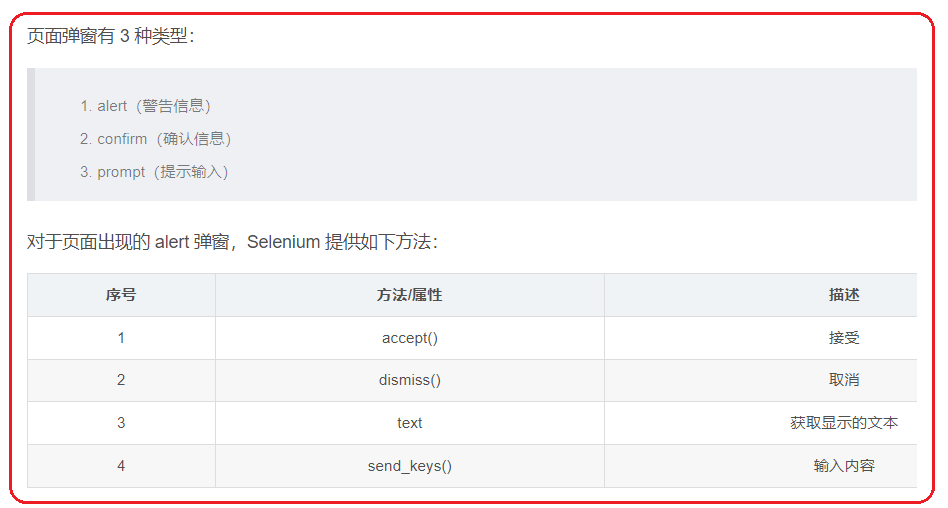 页面弹窗有 3 种类型：
1. alert（警告信息）
2. confirm（确认信息）
3. prompt（提示输入）
对于页面出现的 alert 弹窗，Selenium 提供如下方法：
序号 方法/属性 描述
1 accept() 接受
2 dismiss() 取消
3 text 获取显示的文本
4 send_keys() 输入内容